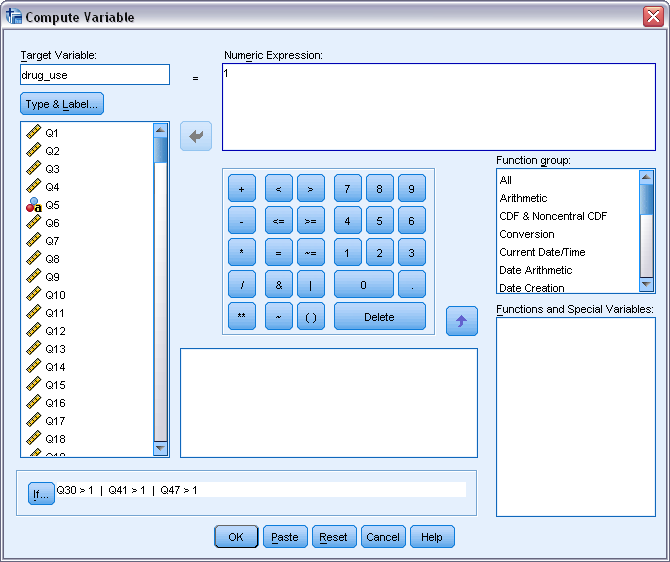 Compute Variable
Target Variable:
drug_use
=
Numeric Expression:
1
Type & Label...
Q1
Q2
Q3
Q4
a Q5
Q6
Q7
Q8
Q9
Q10
Q11
Q12
Q13
Q14
Q15
Q16
Q17
Q18
Q19
+ < > 7 8 9
- <= >= 4 5 6
* = ~= 1 2 3
/ & | 0 .
** ~ ( ) Delete
Function group:
All
Arithmetic
CDF & Noncentral CDF
Conversion
Current Date/Time
Date Arithmetic
Date Creation
Functions and Special Variables:
If... Q30 > 1 | Q41 > 1 | Q47 > 1
OK Paste Reset Cancel Help